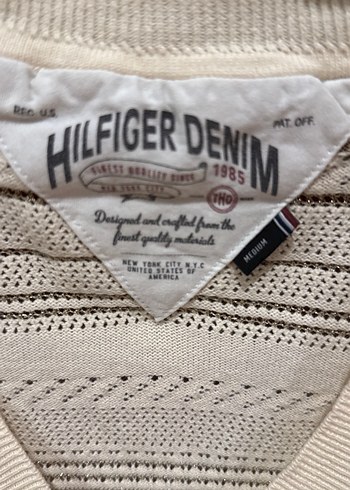 REG. U.S. PAT. OFF.
HILFIGER DENIM
FINEST QUALITY SINCE 1985
NEW YORK CITY
THD
Designed and crafted from the
finest quality materials
NEW YORK CITY N.Y.C
UNITED STATES OF
AMERICA
MEDIUM